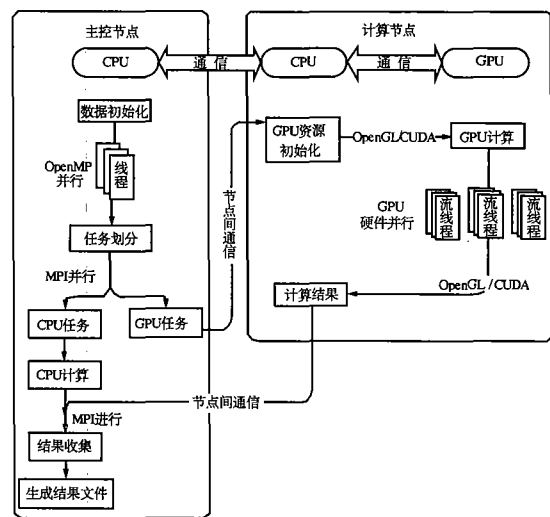 主控节点
计算节点
CPU
通信
CPU
通信
GPU
数据初始化
OpenMP
并行
线
程
任务划分
MPI并行
CPU任务
GPU任务
CPU计算
MPI进行
结果收集
生成结果文件
节点间通信
GPU资源
初始化
OpenGL/CUDA
GPU计算
GPU
硬件并行
流线程
流线程
流线程
OpenGL/CUDA
计算结果
节点间通信